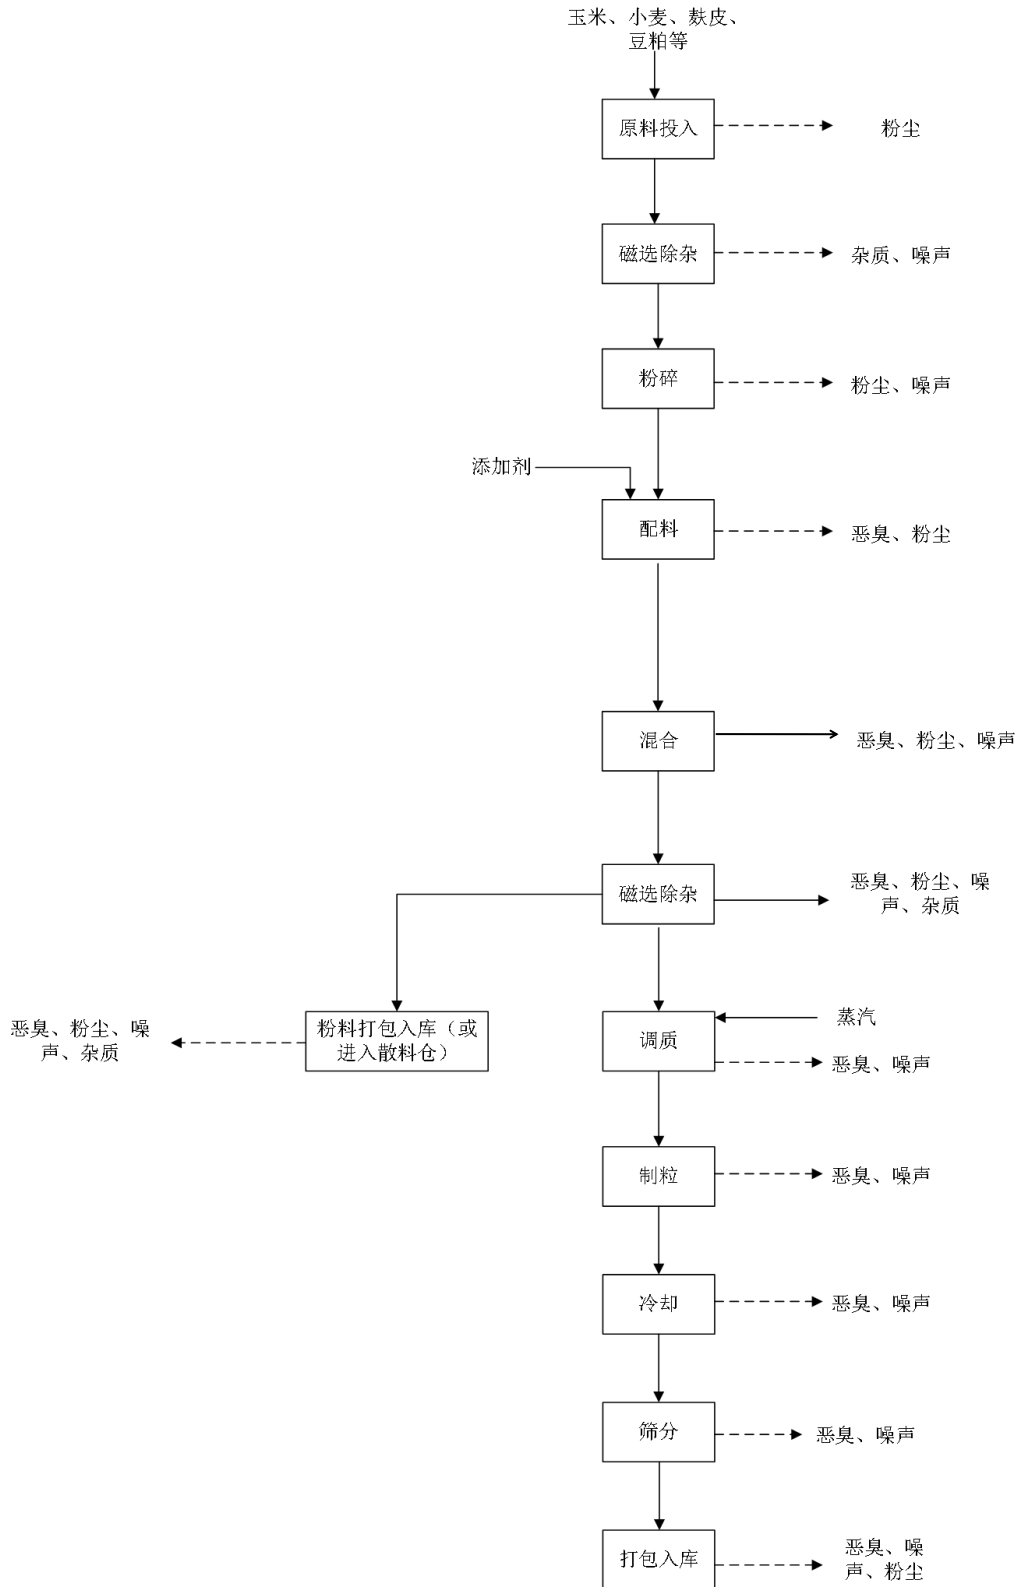 玉米、小麦、麸皮、
豆粕等
原料投入
粉尘
磁选除杂
杂质、噪声
粉碎
粉尘、噪声
添加剂
配料
恶臭、粉尘
混合
恶臭、粉尘、噪声
磁选除杂
恶臭、粉尘、噪
声、杂质
恶臭、粉尘、噪
声、杂质
粉料打包入库（或
进入散料仓）
调质
蒸汽
恶臭、噪声
制粒
恶臭、噪声
冷却
恶臭、噪声
筛分
恶臭、噪声
打包入库
恶臭、噪
声、粉尘